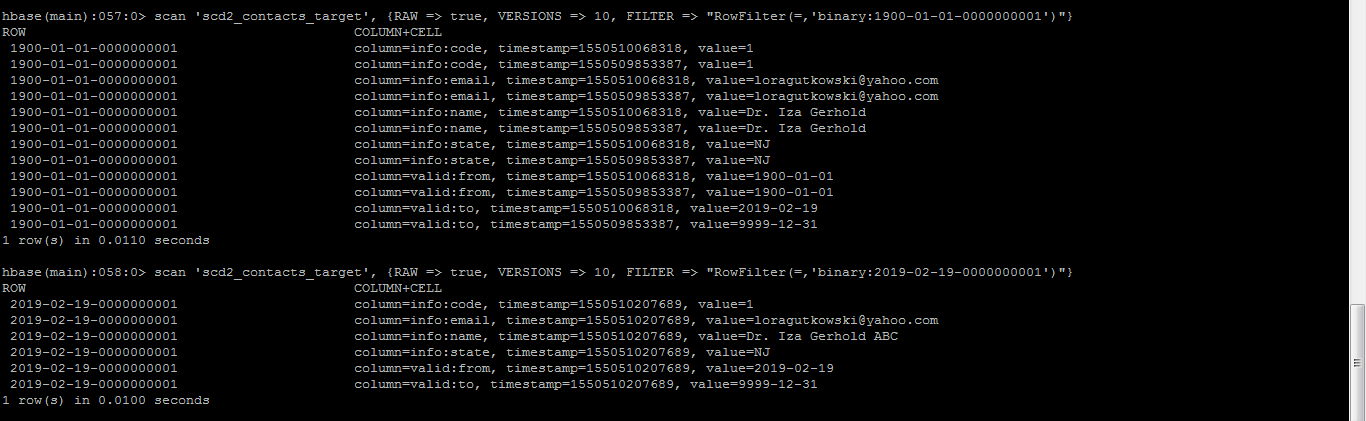 hbase(main):057:0> scan 'scd2_contacts_target', {RAW => true, VERSIONS => 10, FILTER => "RowFilter(=,'binary:1900-01-01-0000000001')"}
ROW COLUMN+CELL
1900-01-01-0000000001 column=info:code, timestamp=1550510068318, value=1
1900-01-01-0000000001 column=info:code, timestamp=1550509853387, value=1
1900-01-01-0000000001 column=info:email, timestamp=1550510068318, value=loragutkowski@yahoo.com
1900-01-01-0000000001 column=info:email, timestamp=1550509853387, value=loragutkowski@yahoo.com
1900-01-01-0000000001 column=info:name, timestamp=1550510068318, value=Dr. Iza Gerhold
1900-01-01-0000000001 column=info:name, timestamp=1550509853387, value=Dr. Iza Gerhold
1900-01-01-0000000001 column=info:state, timestamp=1550510068318, value=NJ
1900-01-01-0000000001 column=info:state, timestamp=1550509853387, value=NJ
1900-01-01-0000000001 column=valid:from, timestamp=1550510068318, value=1900-01-01
1900-01-01-0000000001 column=valid:from, timestamp=1550509853387, value=1900-01-01
1900-01-01-0000000001 column=valid:to, timestamp=1550510068318, value=2019-02-19
1900-01-01-0000000001 column=valid:to, timestamp=1550509853387, value=9999-12-31
1 row(s) in 0.0110 seconds
hbase(main):058:0> scan 'scd2_contacts_target', {RAW => true, VERSIONS => 10, FILTER => "RowFilter(=,'binary:2019-02-19-0000000001')"}
ROW COLUMN+CELL
2019-02-19-0000000001 column=info:code, timestamp=1550510207689, value=1
2019-02-19-0000000001 column=info:email, timestamp=1550510207689, value=loragutkowski@yahoo.com
2019-02-19-0000000001 column=info:name, timestamp=1550510207689, value=Dr. Iza Gerhold ABC
2019-02-19-0000000001 column=info:state, timestamp=1550510207689, value=NJ
2019-02-19-0000000001 column=valid:from, timestamp=1550510207689, value=2019-02-19
2019-02-19-0000000001 column=valid:to, timestamp=1550510207689, value=9999-12-31
1 row(s) in 0.0100 seconds